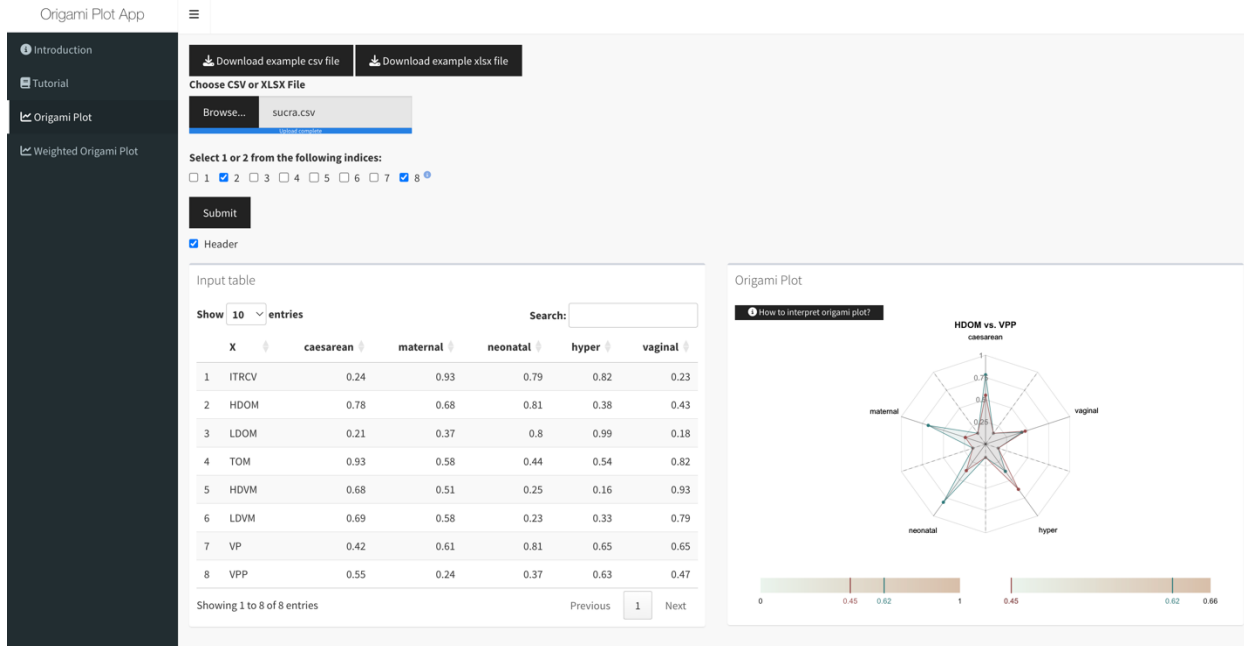 Origami Plot App
Introduction
Tutorial
Origami Plot
Weighted Origami Plot
Download example csv file Download example xlsx file
Choose CSV or XLSX File
Browse... sucra.csv
Upload complete
Select 1 or 2 from the following indices:
1 2 3 4 5 6 7 8
Submit
Header
Input table
Show 10 entries Search:
X caesarean maternal neonatal hyper vaginal
1 ITRCV 0.24 0.93 0.79 0.82 0.23
2 HDOM 0.78 0.68 0.81 0.38 0.43
3 LDOM 0.21 0.37 0.8 0.99 0.18
4 TOM 0.93 0.58 0.44 0.54 0.82
5 HDVM 0.68 0.51 0.25 0.16 0.93
6 LDVM 0.69 0.58 0.23 0.33 0.79
7 VP 0.42 0.61 0.81 0.65 0.65
8 VPP 0.55 0.24 0.37 0.63 0.47
Showing 1 to 8 of 8 entries Previous 1 Next
Origami Plot
How to interpret origami plot?
HDOM vs. VPP
caesarean
1
0.75
0.5
maternal vaginal
0.25
neonatal hyper
0 0.45 0.62 1
0.45 0.62 0.66